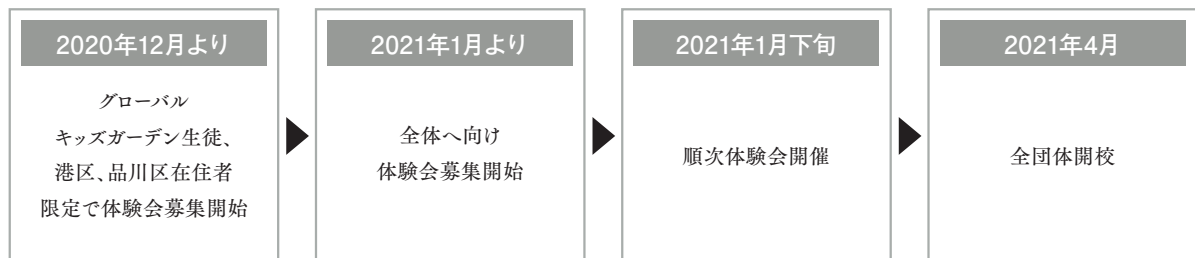 2020年12月より
グローバル
キッズガーデン生徒、
港区、品川区在住者
限定で体験会募集開始
2021年1月より
全体へ向け
体験会募集開始
2021年1月下旬
順次体験会開催
2021年4月
全団体開校